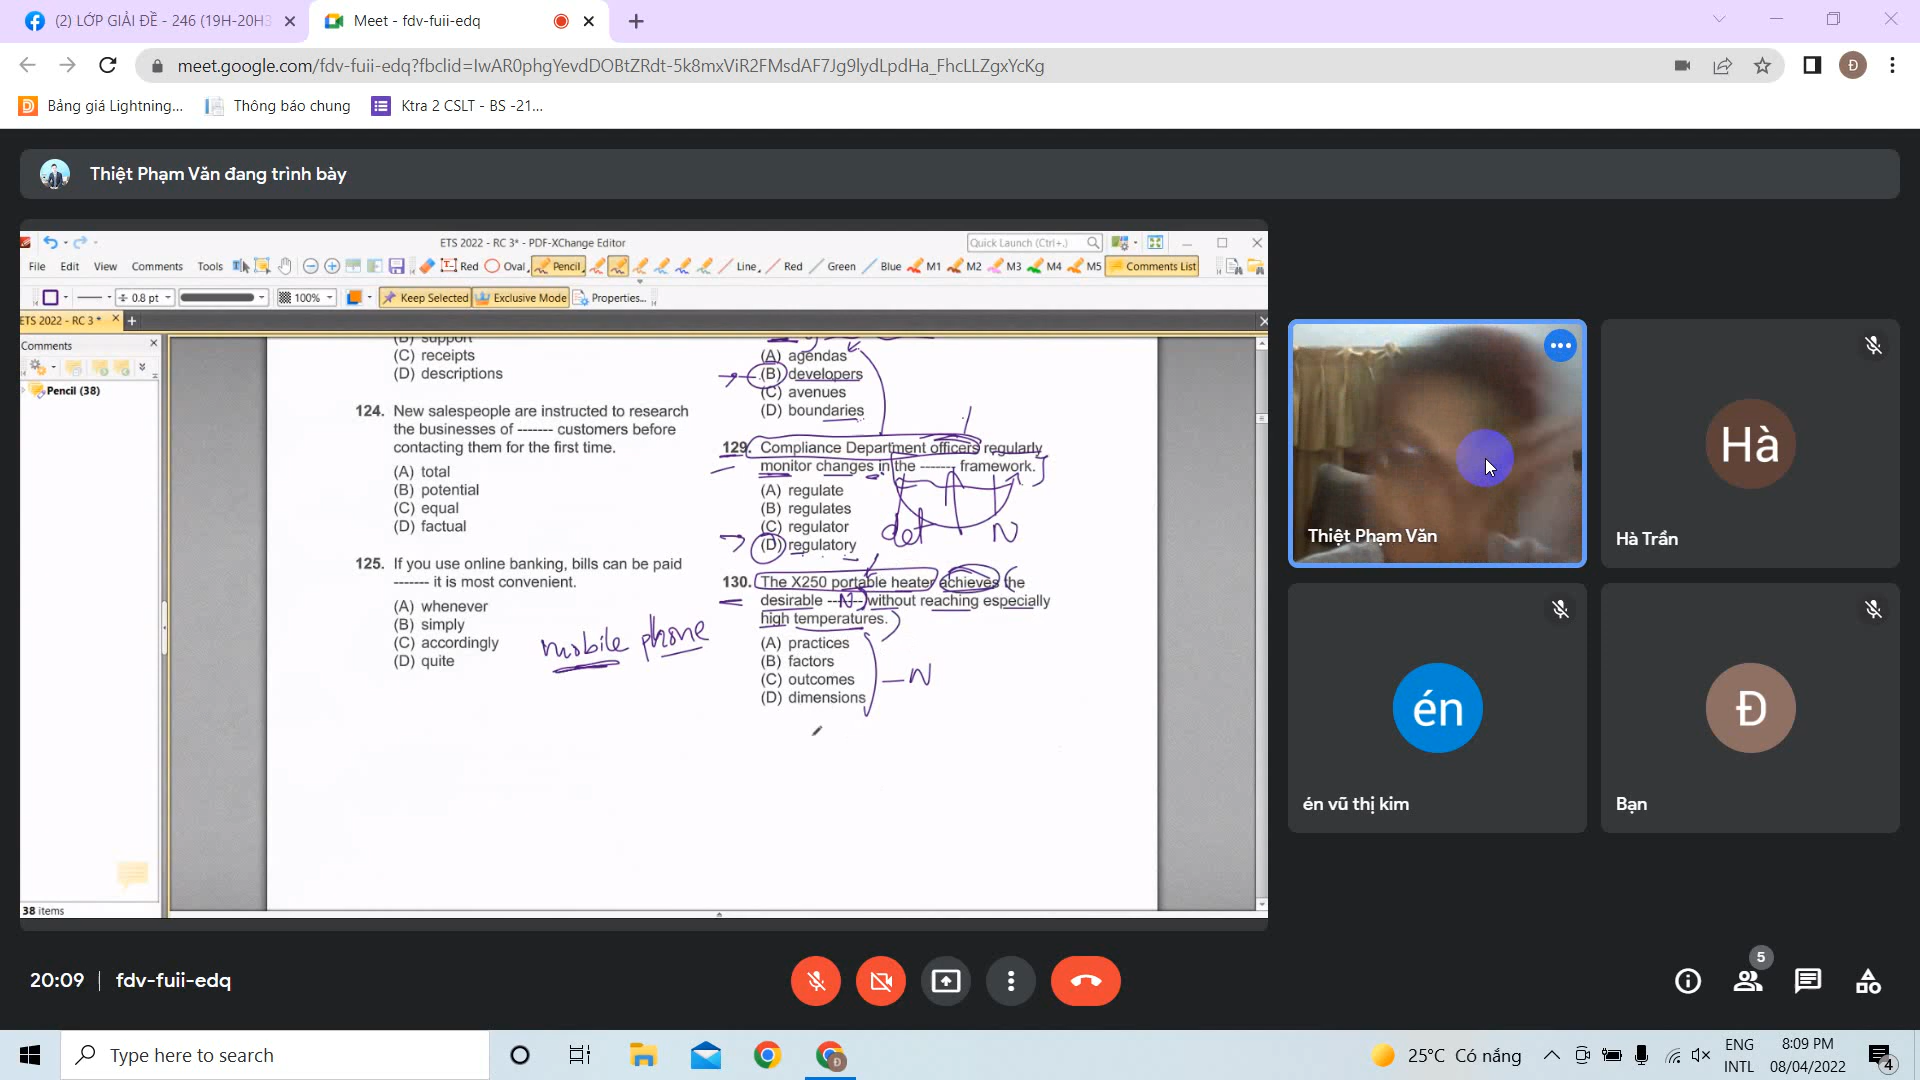 (2) LỚP GIẢI ĐỀ - 246 (19H-20H3
Meet - fdv-fuii-edq
meet.google.com/fdv-fuii-edq?fbclid=IwAR0phgYevdDOBtZRdt-5k8mxViR2FMsdAF7Jg9lydLpdHa_FhcLLZgxYcKg
Đ
Bảng giá Lightning...
Thông báo chung
Ktra 2 CSLT - BS -21...
Thiệt Phạm Văn đang trình bày
ETS 2022 - RC 3* - PDF-XChange Editor
Quick Launch (Ctrl+.)
File Edit View Comments Tools Red Oval Pencil Line Red Green Blue M1 M2 M3 M4 M5 Comments List
0.8 pt 100% Keep Selected Exclusive Mode Properties...
ETS 2022 - RC 3 *
Comments
Pencil (38)
38 items
(B) support
(C) receipts
(D) descriptions
124. New salespeople are instructed to research
the businesses of ------- customers before
contacting them for the first time.
(A) total
(B) potential
(C) equal
(D) factual
125. If you use online banking, bills can be paid
------- it is most convenient.
(A) whenever
(B) simply
(C) accordingly
(D) quite
mobile phone
(A) agendas
(B) developers
(C) avenues
(D) boundaries
129. Compliance Department officers regularly
monitor changes in the ------- framework.
(A) regulate
(B) regulates
(C) regulator
(D) regulatory
det N
130. The X250 portable heater achieves the
desirable ---N--- without reaching especially
high temperatures.
(A) practices
(B) factors
(C) outcomes
(D) dimensions
N
Thiệt Phạm Văn
Hà
Hà Trần
én
én vũ thị kim
Đ
Bạn
20:09 | fdv-fuii-edq
5
Type here to search
Đ
25°C Có nắng
ENG
INTL
8:09 PM
08/04/2022
4